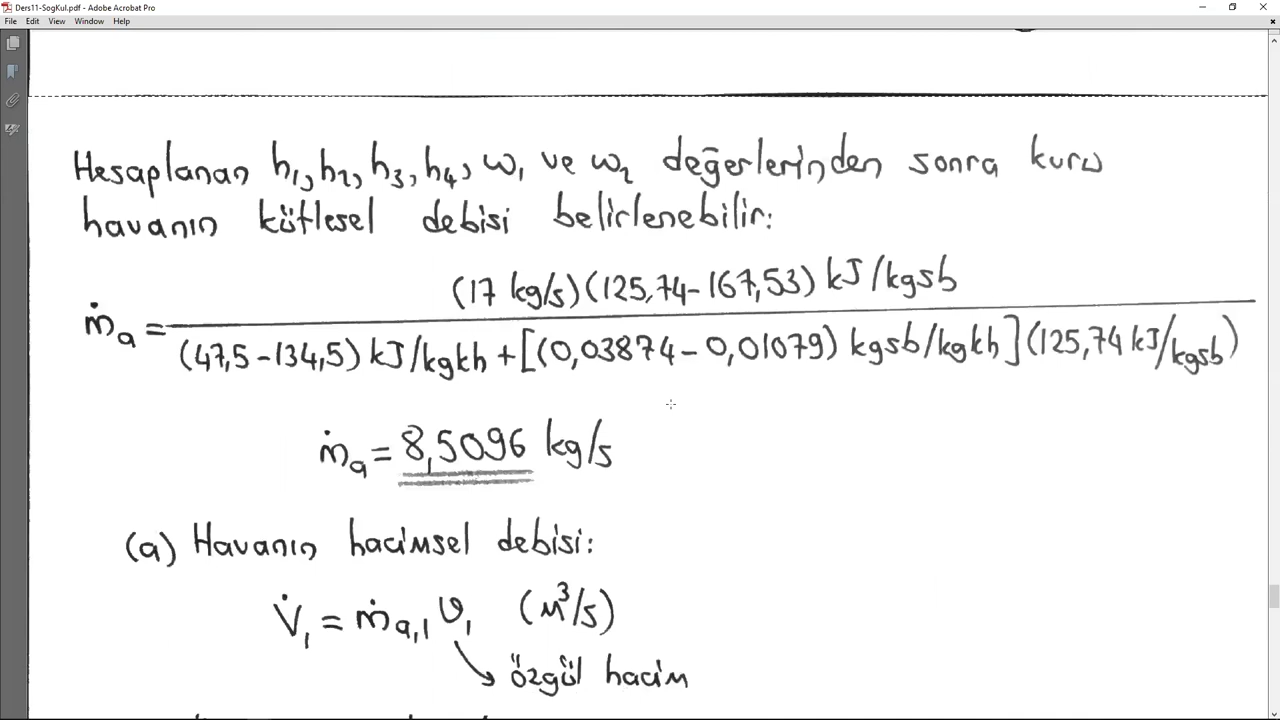 Ders11-SogKul.pdf - Adobe Acrobat Pro
File Edit View Window Help
Hesaplanan h₁, h₂, h₃, h₄, ω₁ ve ω₂ değerlerinden sonra kuru
havanın kütlesel debisi belirlenebilir:
(17 kg/s)(125,74-167,53) kJ/kgsb
ṁₐ =
(47,5-134,5) kJ/kgkh + [(0,03874-0,01079) kgsb/kgkh](125,74 kJ/kgsb)
ṁₐ = 8,5096 kg/s
(a) Havanın hacimsel debisi:
V̇₁ = ṁₐ,₁ υ₁ (m³/s)
özgül hacim